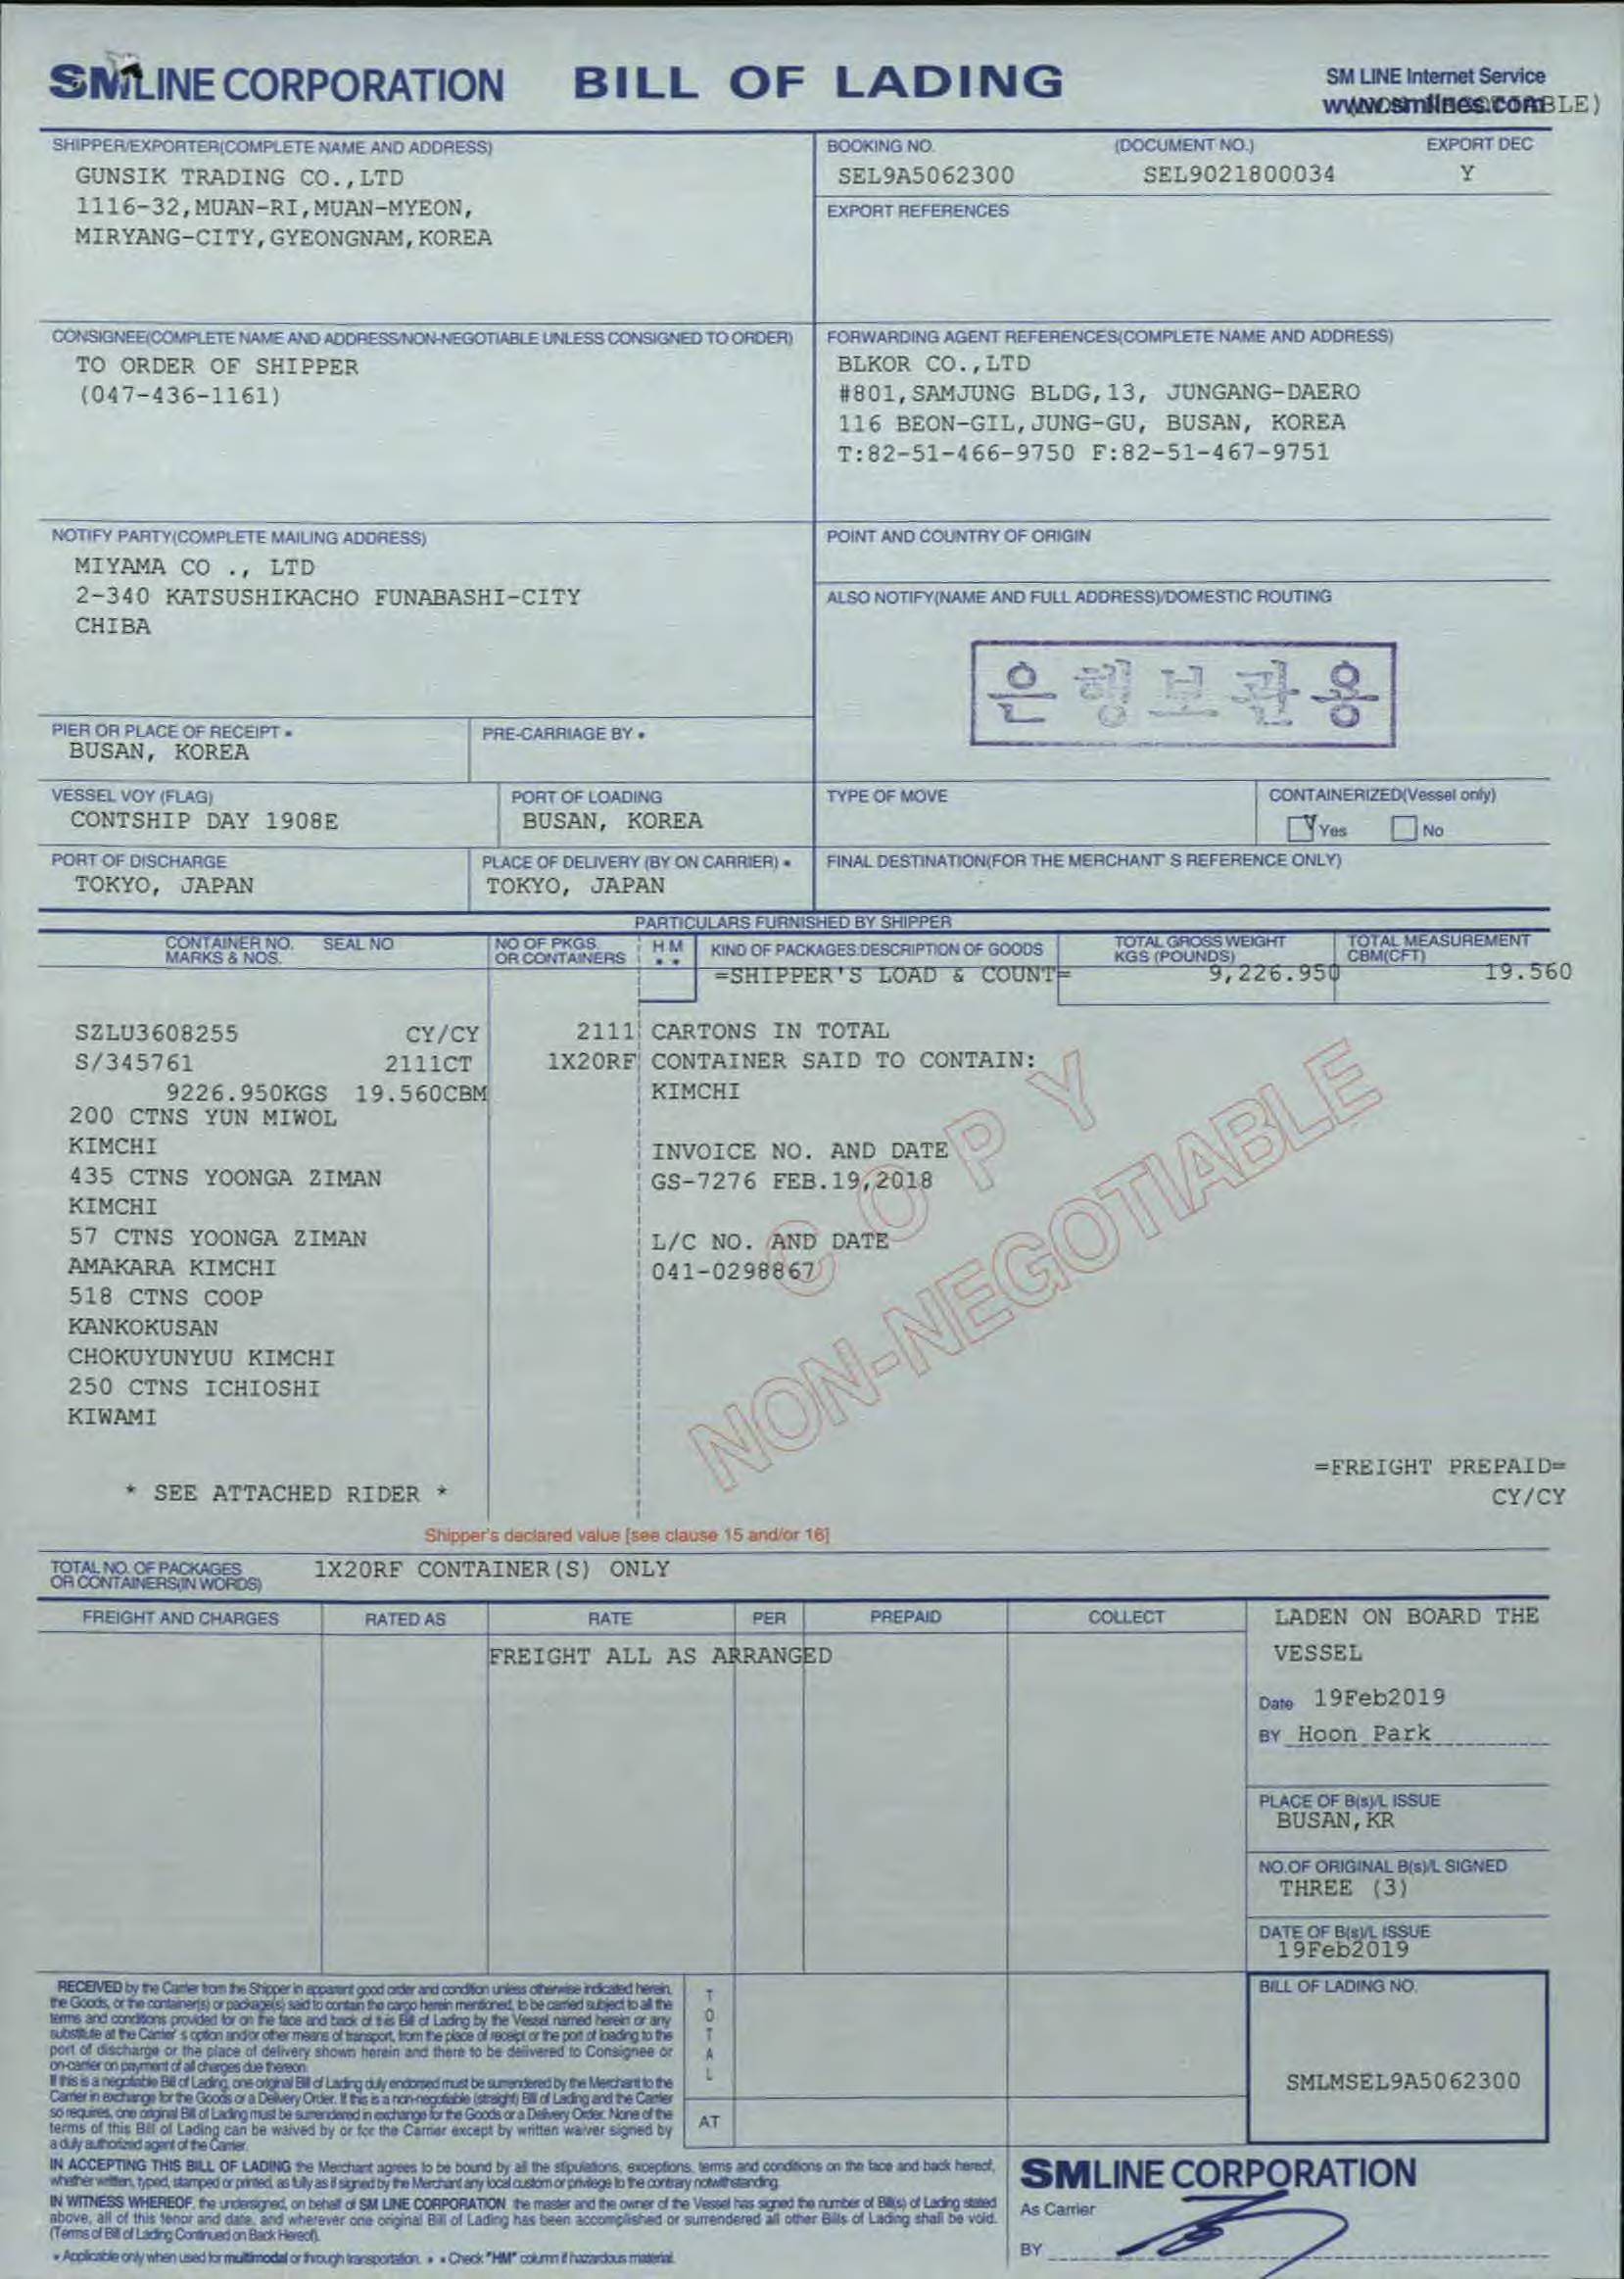 SMLINE CORPORATION BILL OF LADING
SM LINE Internet Service
www.smlines.com
SHIPPER/EXPORTER(COMPLETE NAME AND ADDRESS)
GUNSIK TRADING CO.,LTD
1116-32,MUAN-RI,MUAN-MYEON,
MIRYANG-CITY,GYEONGNAM,KOREA
BOOKING NO. (DOCUMENT NO.) EXPORT DEC
SEL9A5062300 SEL9021800034 Y
EXPORT REFERENCES
CONSIGNEE(COMPLETE NAME AND ADDRESS/NON-NEGOTIABLE UNLESS CONSIGNED TO ORDER)
TO ORDER OF SHIPPER
(047-436-1161)
FORWARDING AGENT REFERENCES(COMPLETE NAME AND ADDRESS)
BLKOR CO.,LTD
#801,SAMJUNG BLDG,13, JUNGANG-DAERO
116 BEON-GIL,JUNG-GU, BUSAN, KOREA
T:82-51-466-9750 F:82-51-467-9751
NOTIFY PARTY(COMPLETE MAILING ADDRESS)
MIYAMA CO ., LTD
2-340 KATSUSHIKACHO FUNABASHI-CITY
CHIBA
POINT AND COUNTRY OF ORIGIN
ALSO NOTIFY(NAME AND FULL ADDRESS)/DOMESTIC ROUTING
은행보관용
PIER OR PLACE OF RECEIPT *
BUSAN, KOREA
PRE-CARRIAGE BY *
VESSEL VOY (FLAG)
CONTSHIP DAY 1908E
PORT OF LOADING
BUSAN, KOREA
TYPE OF MOVE
CONTAINERIZED(Vessel only)
Yes No
PORT OF DISCHARGE
TOKYO, JAPAN
PLACE OF DELIVERY (BY ON CARRIER) *
TOKYO, JAPAN
FINAL DESTINATION(FOR THE MERCHANT'S REFERENCE ONLY)
PARTICULARS FURNISHED BY SHIPPER
CONTAINER NO. SEAL NO
MARKS & NOS.
NO OF PKGS.
OR CONTAINERS
H M
* *
KIND OF PACKAGES:DESCRIPTION OF GOODS
TOTAL GROSS WEIGHT
KGS (POUNDS)
TOTAL MEASUREMENT
CBM(CFT)
=SHIPPER'S LOAD & COUNT= 9,226.950 19.560
SZLU3608255 CY/CY 2111 CARTONS IN TOTAL
S/345761 2111CT 1X20RF CONTAINER SAID TO CONTAIN:
9226.950KGS 19.560CBM KIMCHI
200 CTNS YUN MIWOL
KIMCHI INVOICE NO. AND DATE
435 CTNS YOONGA ZIMAN GS-7276 FEB.19,2018
KIMCHI
57 CTNS YOONGA ZIMAN L/C NO. AND DATE
AMAKARA KIMCHI 041-0298867
518 CTNS COOP
KANKOKUSAN
CHOKUYUNYUU KIMCHI
250 CTNS ICHIOSHI
KIWAMI
COPY
NON-NEGOTIABLE
=FREIGHT PREPAID=
* SEE ATTACHED RIDER * CY/CY
Shipper's declared value [see clause 15 and/or 16]
TOTAL NO. OF PACKAGES
OR CONTAINERS(IN WORDS)
1X20RF CONTAINER(S) ONLY
FREIGHT AND CHARGES RATED AS RATE PER PREPAID COLLECT
FREIGHT ALL AS ARRANGED
LADEN ON BOARD THE
VESSEL
Date 19Feb2019
BY Hoon Park
PLACE OF B(s)/L ISSUE
BUSAN,KR
NO.OF ORIGINAL B(s)/L SIGNED
THREE (3)
DATE OF B(s)/L ISSUE
19Feb2019
BILL OF LADING NO.
SMLMSEL9A5062300
RECEIVED by the Carrier from the Shipper in apparent good order and condition unless otherwise indicated herein,
the Goods, or the container(s) or package(s) said to contain the cargo herein mentioned, to be carried subject to all the
terms and conditions provided for on the face and back of this Bill of Lading by the Vessel named herein or any
substitute at the Carrier's option and/or other means of transport, from the place of receipt or the port of loading to the
port of discharge or the place of delivery shown herein and there to be delivered to Consignee or
on-carrier on payment of all charges due thereon.
If this is a negotiable Bill of Lading, one original Bill of Lading duly endorsed must be surrendered by the Merchant to the
Carrier in exchange for the Goods or a Delivery Order. If this is a non-negotiable (straight) Bill of Lading and the Carrier
so requires, one original Bill of Lading must be surrendered in exchange for the Goods or a Delivery Order. None of the
terms of this Bill of Lading can be waived by or for the Carrier except by written waiver signed by
a duly authorized agent of the Carrier.
TOTAL
AT
IN ACCEPTING THIS BILL OF LADING the Merchant agrees to be bound by all the stipulations, exceptions, terms and conditions on the face and back hereof,
whether written, typed, stamped or printed, as fully as if signed by the Merchant any local custom or privilege to the contrary notwithstanding.
IN WITNESS WHEREOF, the undersigned, on behalf of SM LINE CORPORATION the master and the owner of the Vessel has signed the number of Bill(s) of Lading stated
above, all of this tenor and date, and wherever one original Bill of Lading has been accomplished or surrendered all other Bills of Lading shall be void.
(Terms of Bill of Lading Continued on Back Hereof).
* Applicable only when used for multimodal or through transportation. * * Check "HM" column if hazardous material.
SMLINE CORPORATION
As Carrier
BY